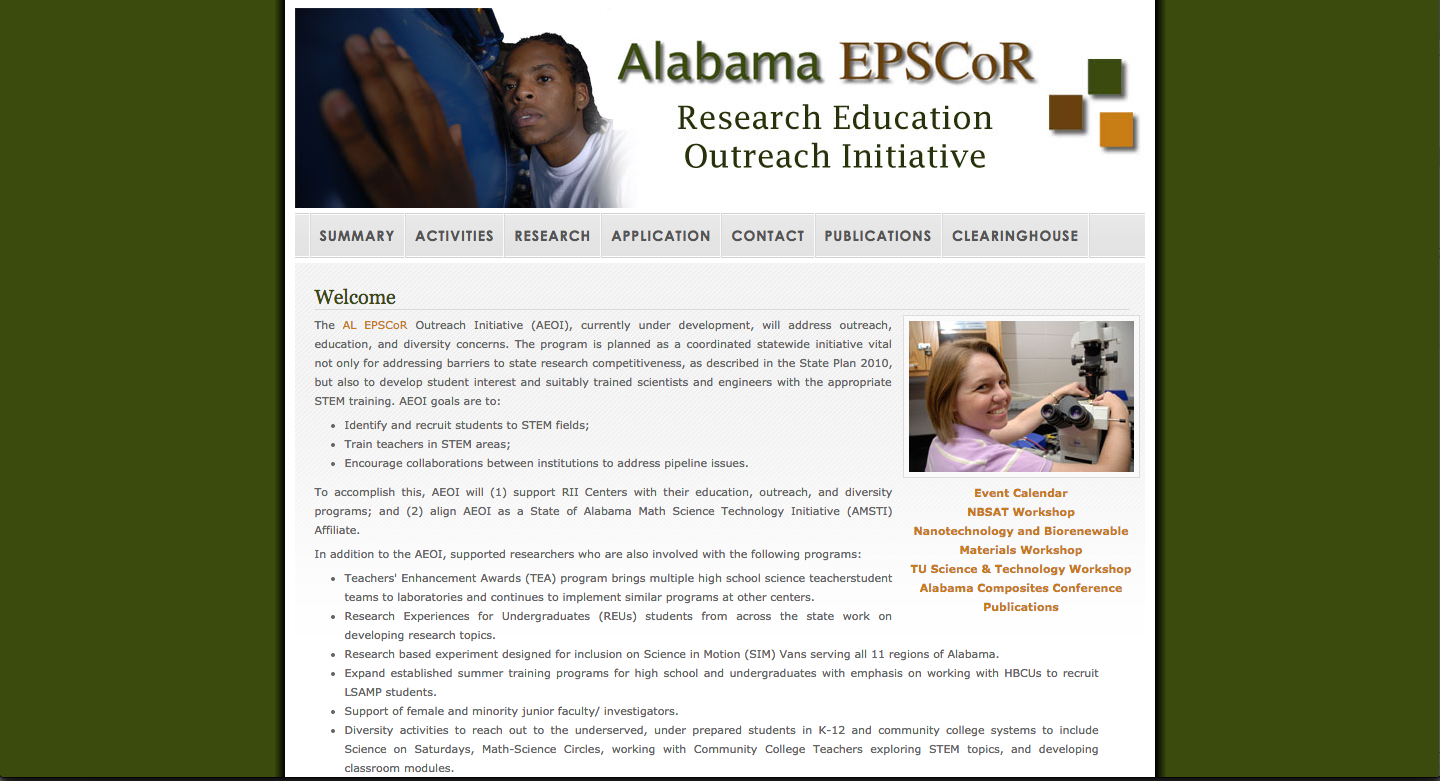 Alabama EPSCoR
Research Education
Outreach Initiative
SUMMARY ACTIVITIES RESEARCH APPLICATION CONTACT PUBLICATIONS CLEARINGHOUSE
Welcome
The AL EPSCoR Outreach Initiative (AEOI), currently under development, will address outreach,
education, and diversity concerns. The program is planned as a coordinated statewide initiative vital
not only for addressing barriers to state research competitiveness, as described in the State Plan 2010,
but also to develop student interest and suitably trained scientists and engineers with the appropriate
STEM training. AEOI goals are to:
• Identify and recruit students to STEM fields;
• Train teachers in STEM areas;
• Encourage collaborations between institutions to address pipeline issues.
To accomplish this, AEOI will (1) support RII Centers with their education, outreach, and diversity
programs; and (2) align AEOI as a State of Alabama Math Science Technology Initiative (AMSTI)
Affiliate.
In addition to the AEOI, supported researchers who are also involved with the following programs:
• Teachers' Enhancement Awards (TEA) program brings multiple high school science teacherstudent
teams to laboratories and continues to implement similar programs at other centers.
• Research Experiences for Undergraduates (REUs) students from across the state work on
developing research topics.
• Research based experiment designed for inclusion on Science in Motion (SIM) Vans serving all 11 regions of Alabama.
• Expand established summer training programs for high school and undergraduates with emphasis on working with HBCUs to recruit
LSAMP students.
• Support of female and minority junior faculty/ investigators.
• Diversity activities to reach out to the underserved, under prepared students in K-12 and community college systems to include
Science on Saturdays, Math-Science Circles, working with Community College Teachers exploring STEM topics, and developing
classroom modules.
Event Calendar
NBSAT Workshop
Nanotechnology and Biorenewable
Materials Workshop
TU Science & Technology Workshop
Alabama Composites Conference
Publications